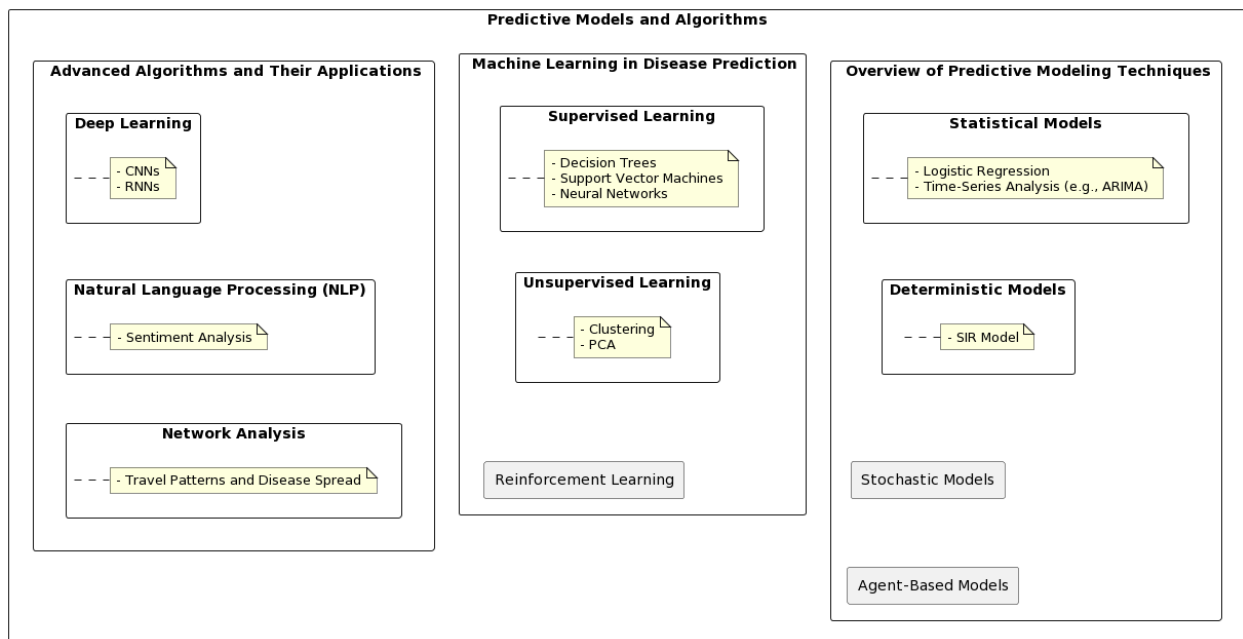 Predictive Models and Algorithms
Advanced Algorithms and Their Applications
Deep Learning
- CNNs
- RNNs
Natural Language Processing (NLP)
- Sentiment Analysis
Network Analysis
- Travel Patterns and Disease Spread
Machine Learning in Disease Prediction
Supervised Learning
- Decision Trees
- Support Vector Machines
- Neural Networks
Unsupervised Learning
- Clustering
- PCA
Reinforcement Learning
Overview of Predictive Modeling Techniques
Statistical Models
- Logistic Regression
- Time-Series Analysis (e.g., ARIMA)
Deterministic Models
- SIR Model
Stochastic Models
Agent-Based Models